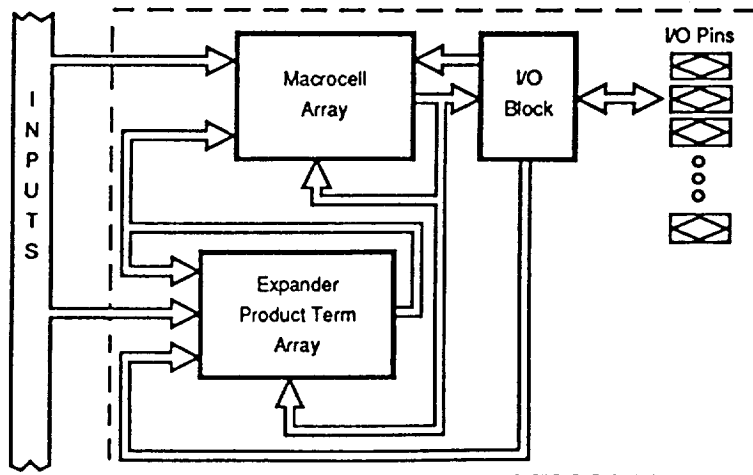 INPUTS
Macrocell
Array
I/O
Block
I/O Pins
Expander
Product Term
Array